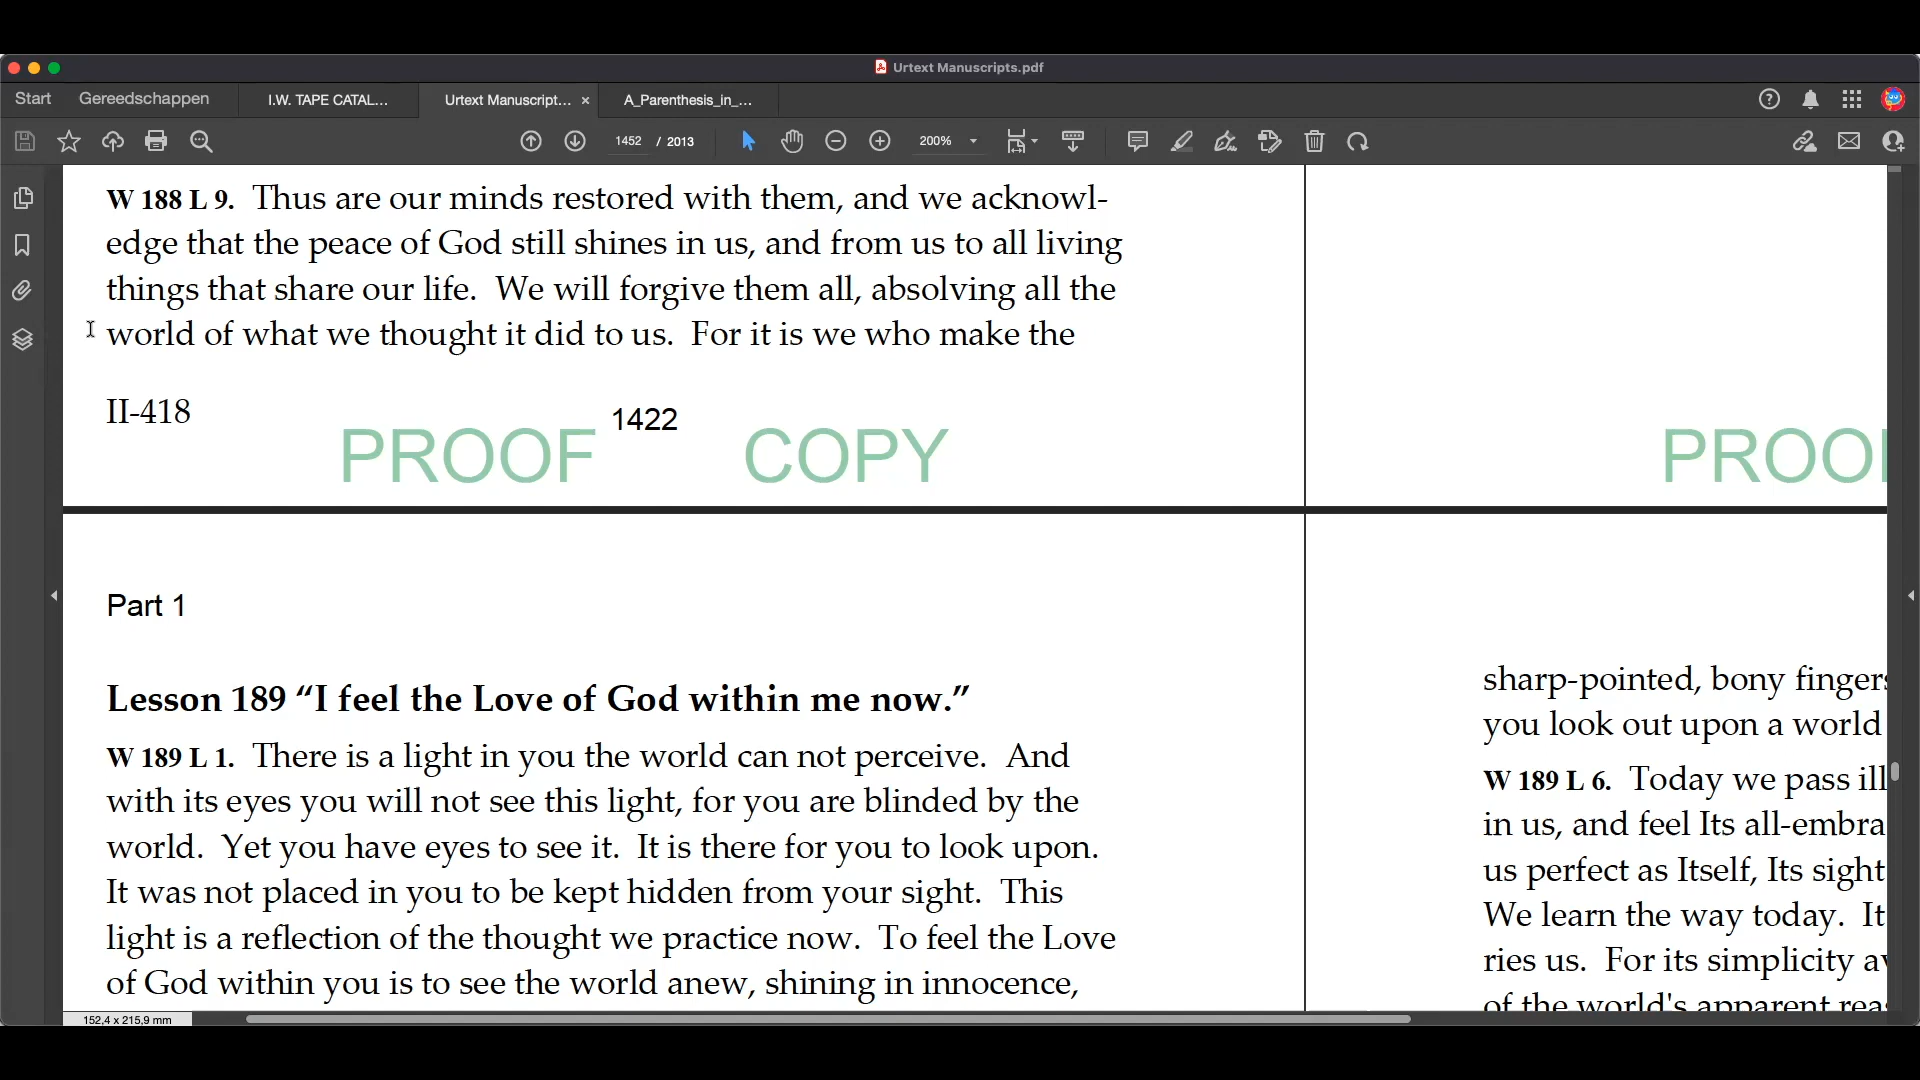 Urtext Manuscripts.pdf
Start Gereedschappen I.W. TAPE CATAL... Urtext Manuscript... × A_Parenthesis_in_...
1452 / 2013 200%
W 188 L 9. Thus are our minds restored with them, and we acknowl-
edge that the peace of God still shines in us, and from us to all living
things that share our life. We will forgive them all, absolving all the
world of what we thought it did to us. For it is we who make the
II-418
1422
PROOF COPY
Part 1
Lesson 189 “I feel the Love of God within me now.”
W 189 L 1. There is a light in you the world can not perceive. And
with its eyes you will not see this light, for you are blinded by the
world. Yet you have eyes to see it. It is there for you to look upon.
It was not placed in you to be kept hidden from your sight. This
light is a reflection of the thought we practice now. To feel the Love
of God within you is to see the world anew, shining in innocence,
PROOF
sharp-pointed, bony fingers
you look out upon a world
W 189 L 6. Today we pass ill
in us, and feel Its all-embra
us perfect as Itself, Its sight
We learn the way today. It
ries us. For its simplicity av
of the world's apparent rea
152,4 x 215,9 mm